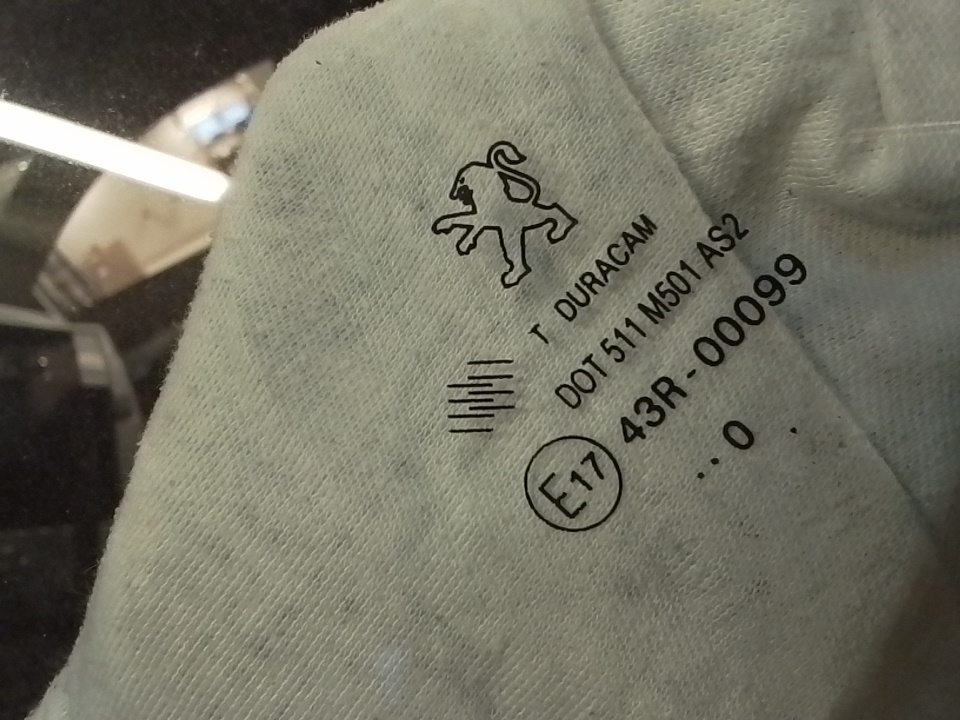 T DURACAM
DOT 511 M501 AS2
E17 43R-00099
..0 .